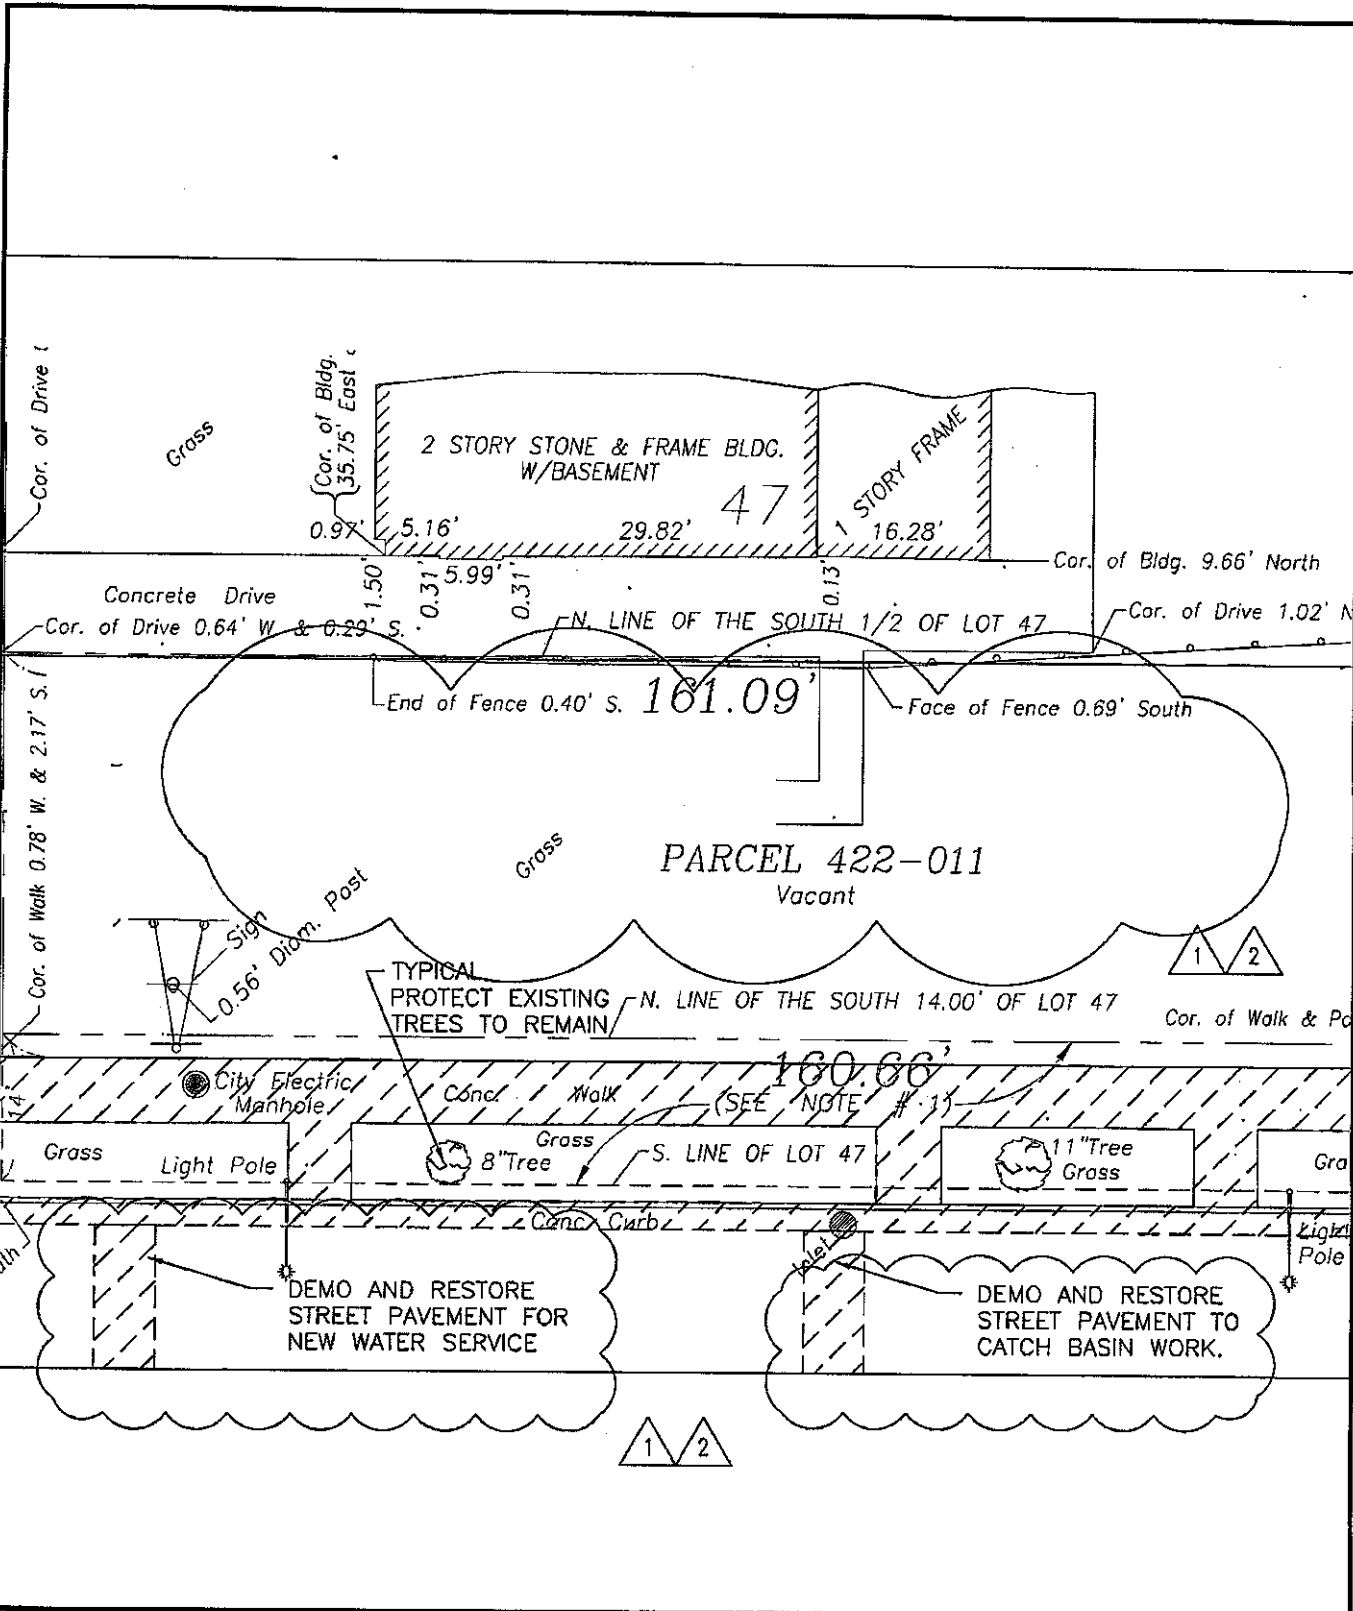 Cor. of Drive
Grass
Cor. of Bldg.
35.75' East
2 STORY STONE & FRAME BLDG.
W/BASEMENT
47
1 STORY FRAME
0.97'
5.16'
29.82'
16.28'
Cor. of Bldg. 9.66' North
1.50'
0.31'
5.99'
0.31'
0.13'
Concrete Drive
Cor. of Drive 0.64' W. & 0.29' S.
N. LINE OF THE SOUTH 1/2 OF LOT 47
Cor. of Drive 1.02' N
End of Fence 0.40' S.
161.09'
Face of Fence 0.69' South
Cor. of Walk 0.78' W. & 2.17' S.
Grass
PARCEL 422-011
Vacant
Sign
0.56' Diam. Post
1
2
TYPICAL
PROTECT EXISTING
TREES TO REMAIN
N. LINE OF THE SOUTH 14.00' OF LOT 47
Cor. of Walk &
160.66'
City Electric
Manhole
Conc. Walk
(SEE NOTE # 1)
14
Grass
Light Pole
8"Tree
Grass
S. LINE OF LOT 47
11"Tree
Grass
Gra
Conc. Curb
Inlet
Light
Pole
DEMO AND RESTORE
STREET PAVEMENT FOR
NEW WATER SERVICE
DEMO AND RESTORE
STREET PAVEMENT TO
CATCH BASIN WORK.
1
2